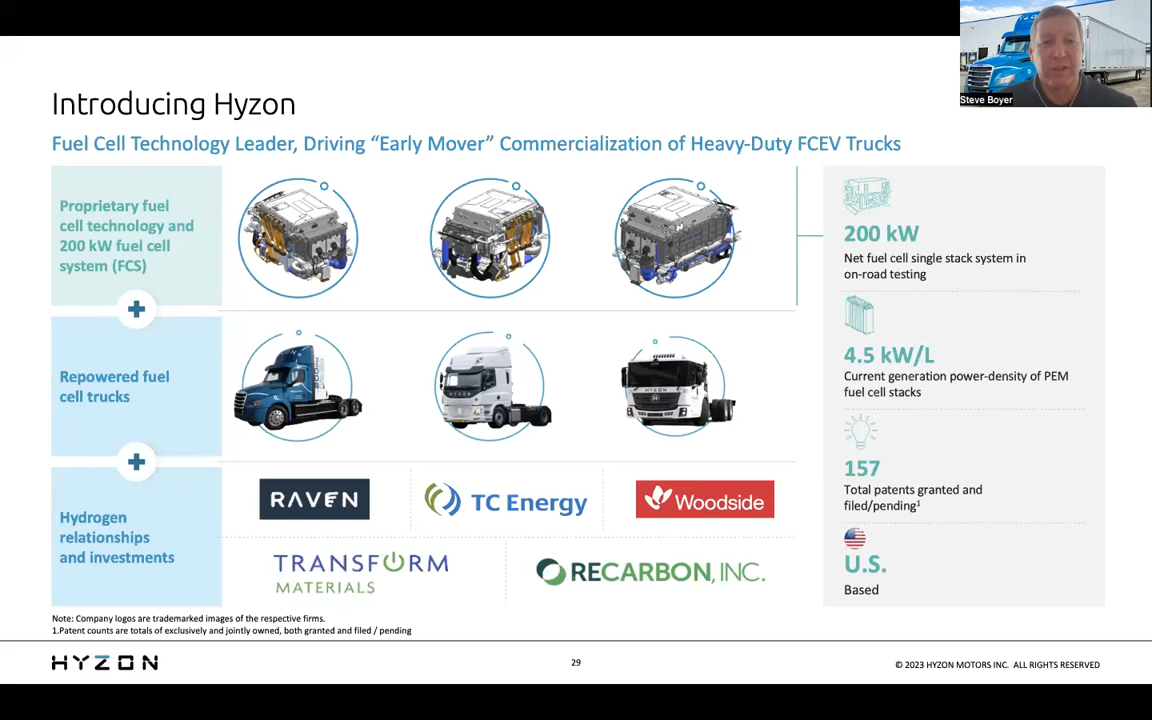 Steve Boyer
Introducing Hyzon
Fuel Cell Technology Leader, Driving “Early Mover” Commercialization of Heavy-Duty FCEV Trucks
Proprietary fuel
cell technology and
200 kW fuel cell
system (FCS)
Repowered fuel
cell trucks
HYZON
HYZON
Hydrogen
relationships
and investments
RAVEN
TC Energy
Woodside
TRANSFORM
MATERIALS
RECARBON, INC.
200 kW
Net fuel cell single stack system in
on-road testing
4.5 kW/L
Current generation power-density of PEM
fuel cell stacks
157
Total patents granted and
filed/pending¹
U.S.
Based
Note: Company logos are trademarked images of the respective firms.
1.Patent counts are totals of exclusively and jointly owned, both granted and filed / pending
HYZON
29
© 2023 HYZON MOTORS INC. ALL RIGHTS RESERVED